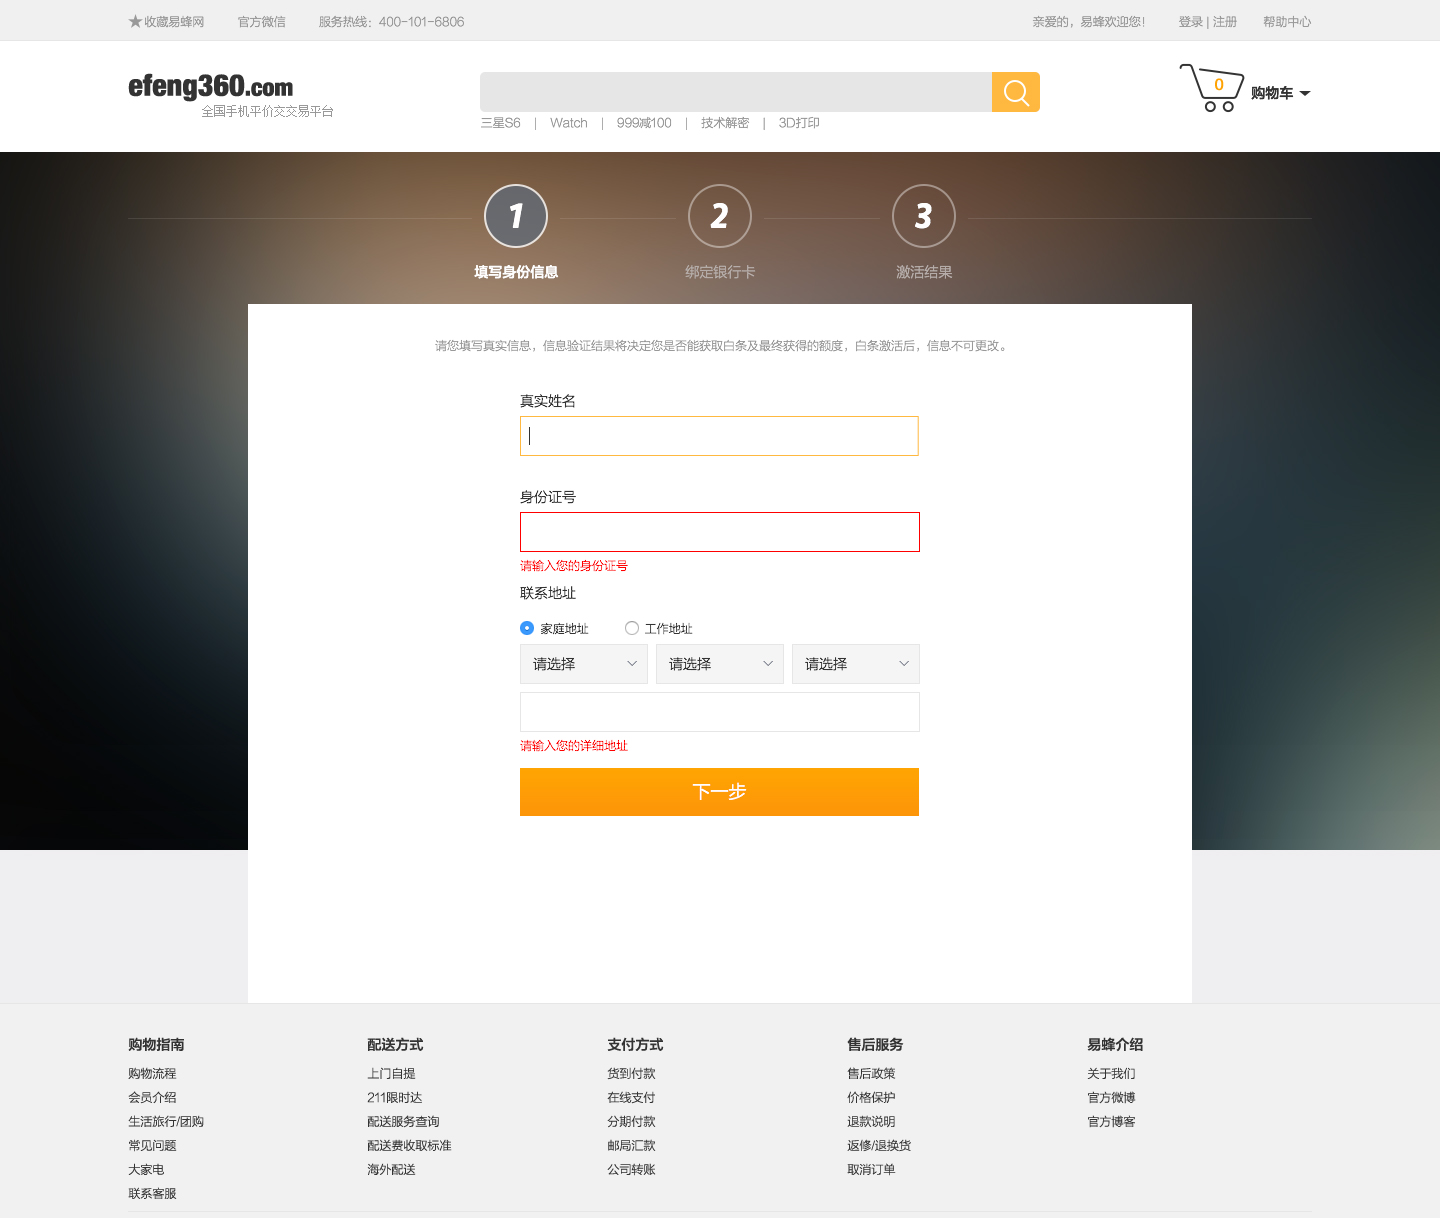 ★收藏易蜂网 官方微信 服务热线：400-101-6806 亲爱的，易蜂欢迎您！ 登录 | 注册 帮助中心
efeng360.com
全国手机平价交交易平台
三星S6 | Watch | 999减100 | 技术解密 | 3D打印
0 购物车
1 2 3
填写身份信息 绑定银行卡 激活结果
请您填写真实信息，信息验证结果将决定您是否能获取白条及最终获得的额度，白条激活后，信息不可更改。
真实姓名
身份证号
请输入您的身份证号
联系地址
家庭地址 工作地址
请选择 请选择 请选择
请输入您的详细地址
下一步
购物指南 配送方式 支付方式 售后服务 易蜂介绍
购物流程 上门自提 货到付款 售后政策 关于我们
会员介绍 211限时达 在线支付 价格保护 官方微博
生活旅行/团购 配送服务查询 分期付款 退款说明 官方博客
常见问题 配送费收取标准 邮局汇款 返修/退换货
大家电 海外配送 公司转账 取消订单
联系客服